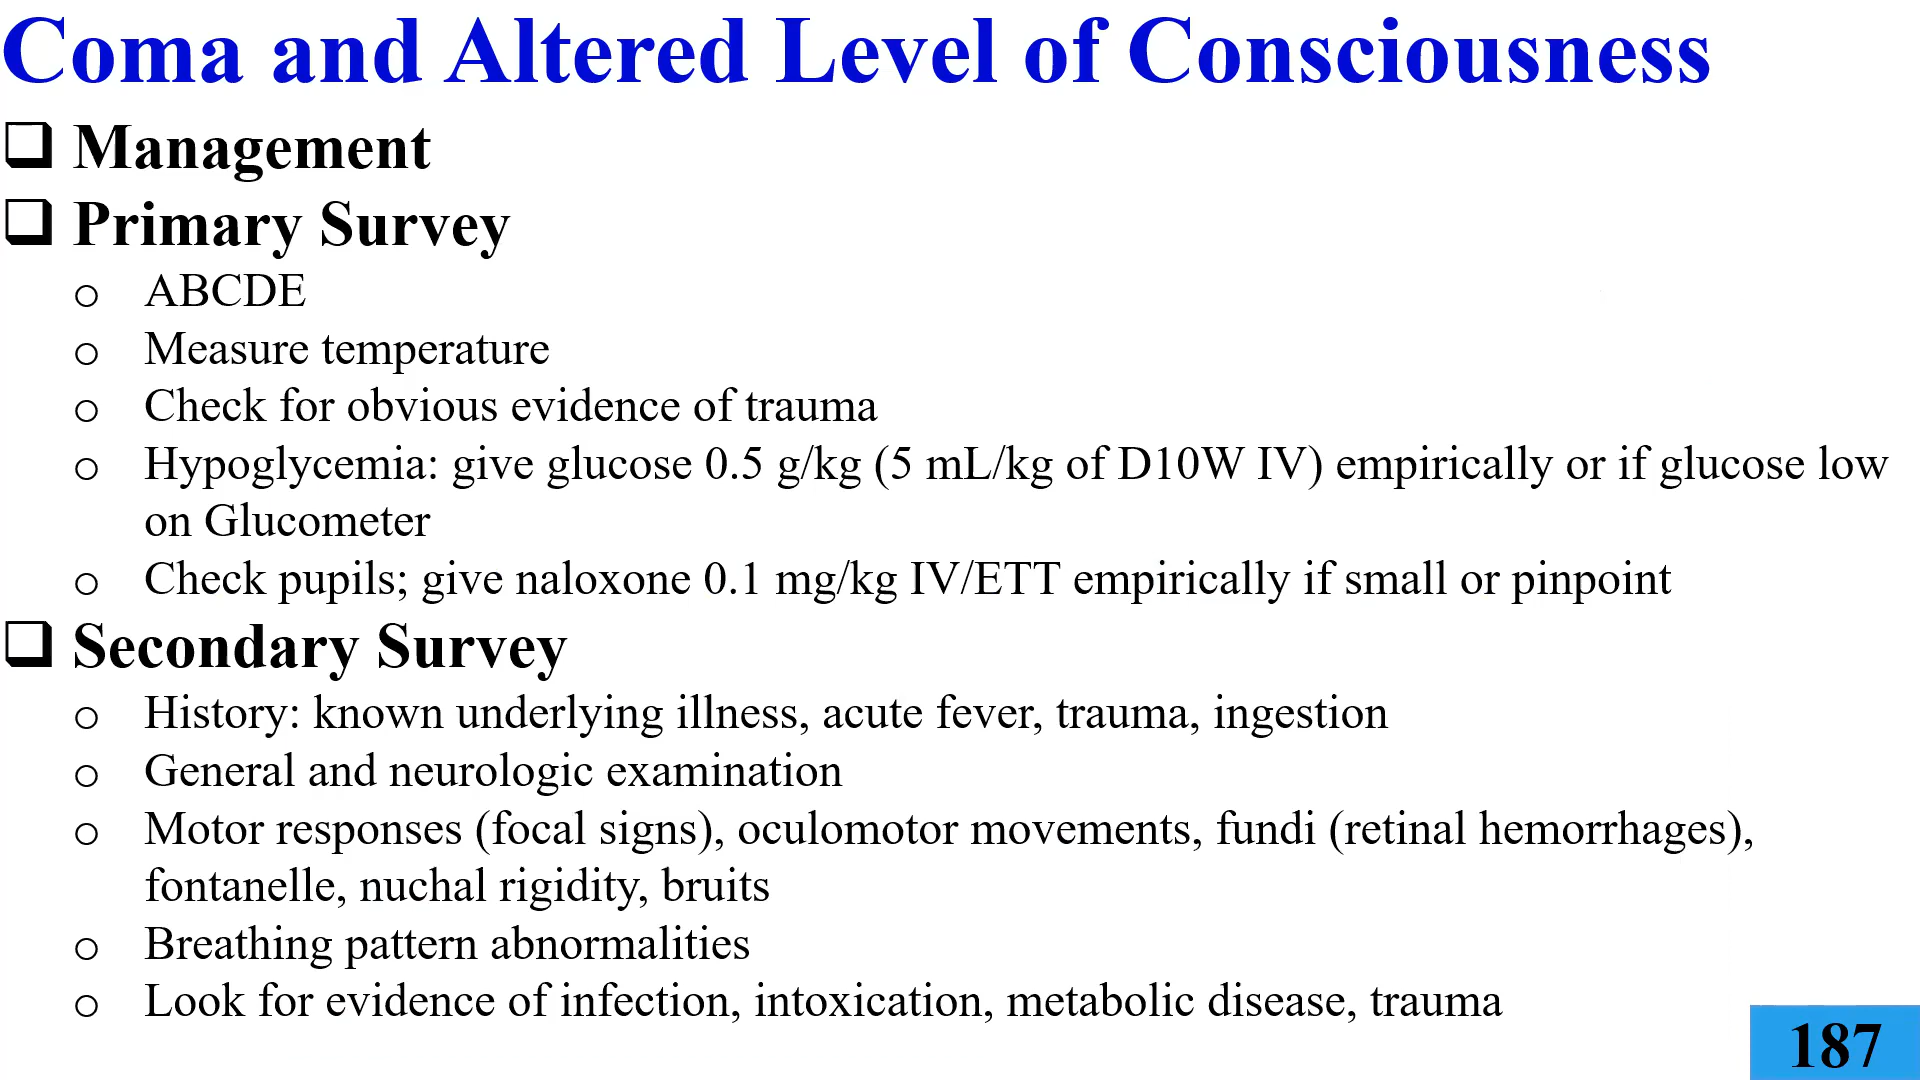 Coma and Altered Level of Consciousness
❑ Management
❑ Primary Survey
o ABCDE
o Measure temperature
o Check for obvious evidence of trauma
o Hypoglycemia: give glucose 0.5 g/kg (5 mL/kg of D10W IV) empirically or if glucose low
on Glucometer
o Check pupils; give naloxone 0.1 mg/kg IV/ETT empirically if small or pinpoint
❑ Secondary Survey
o History: known underlying illness, acute fever, trauma, ingestion
o General and neurologic examination
o Motor responses (focal signs), oculomotor movements, fundi (retinal hemorrhages),
fontanelle, nuchal rigidity, bruits
o Breathing pattern abnormalities
o Look for evidence of infection, intoxication, metabolic disease, trauma
187